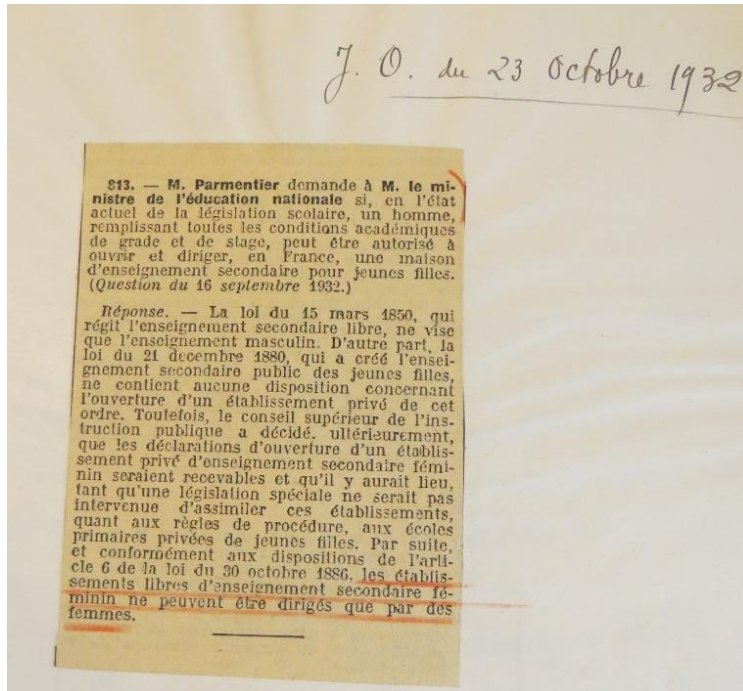 J. O. du 23 Octobre 1932
813. — M. Parmentier demande à M. le mi-
nistre de l'éducation nationale si, en l'état
actuel de la législation scolaire, un homme,
remplissant toutes les conditions académiques
de grade et de stage, peut être autorisé à
ouvrir et diriger, en France, une maison
d'enseignement secondaire pour jeunes filles.
(Question du 16 septembre 1932.)
Réponse. — La loi du 15 mars 1850, qui
régit l'enseignement secondaire libre, ne vise
que l'enseignement masculin. D'autre part, la
loi du 21 decembre 1880, qui a créé l'ensei-
gnement secondaire public des jeunes filles,
ne contient aucune disposition concernant
l'ouverture d'un établissement privé de cet
ordre. Toutefois, le conseil supérieur de l'ins-
truction publique a décidé, ultérieurement,
que les déclarations d'ouverture d'un établis-
sement privé d'enseignement secondaire fémi-
nin seraient recevables et qu'il y aurait lieu,
tant qu'une législation spéciale ne serait pas
intervenue d'assimiler ces établissements,
quant aux règles de procédure, aux écoles
primaires privées de jeunes filles. Par suite,
et conformément aux dispositions de l'arti-
cle 6 de la loi du 30 octobre 1886, les établis-
sements libres d'enseignement secondaire fé-
minin ne peuvent être dirigés que par des
femmes.